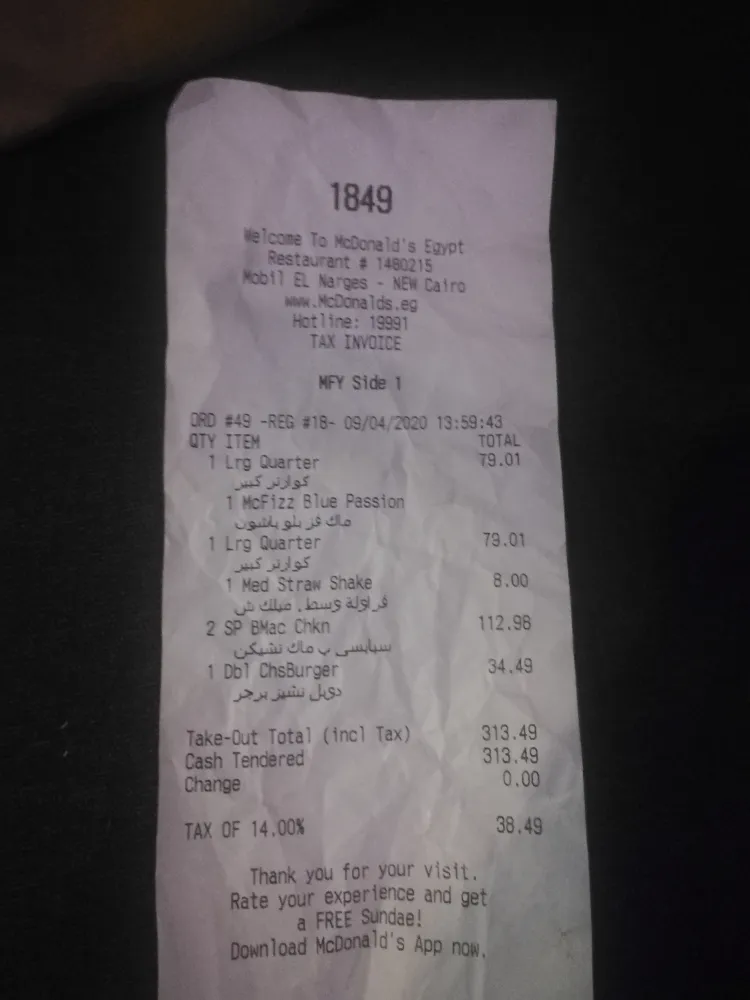 1849
Welcome To McDonald's Egypt
Restaurant # 1480215
Mobil EL Narges - NEW Cairo
www.McDonalds.eg
Hotline: 19991
TAX INVOICE
MFY Side 1
ORD #49 -REG #18- 09/04/2020 13:59:43
QTY ITEM TOTAL
1 Lrg Quarter 79.01
كوارتر كبير
1 McFizz Blue Passion
ماك فز بلو باشون
1 Lrg Quarter 79.01
كوارتر كبير
1 Med Straw Shake 8.00
فراولة وسط. ميلك ش
2 SP BMac Chkn 112.98
سبايسى ب ماك تشيكن
1 Dbl ChsBurger 34.49
دوبل تشيز برجر
Take-Out Total (incl Tax) 313.49
Cash Tendered 313.49
Change 0.00
TAX OF 14.00% 38.49
Thank you for your visit.
Rate your experience and get
a FREE Sundae!
Download McDonald's App now.